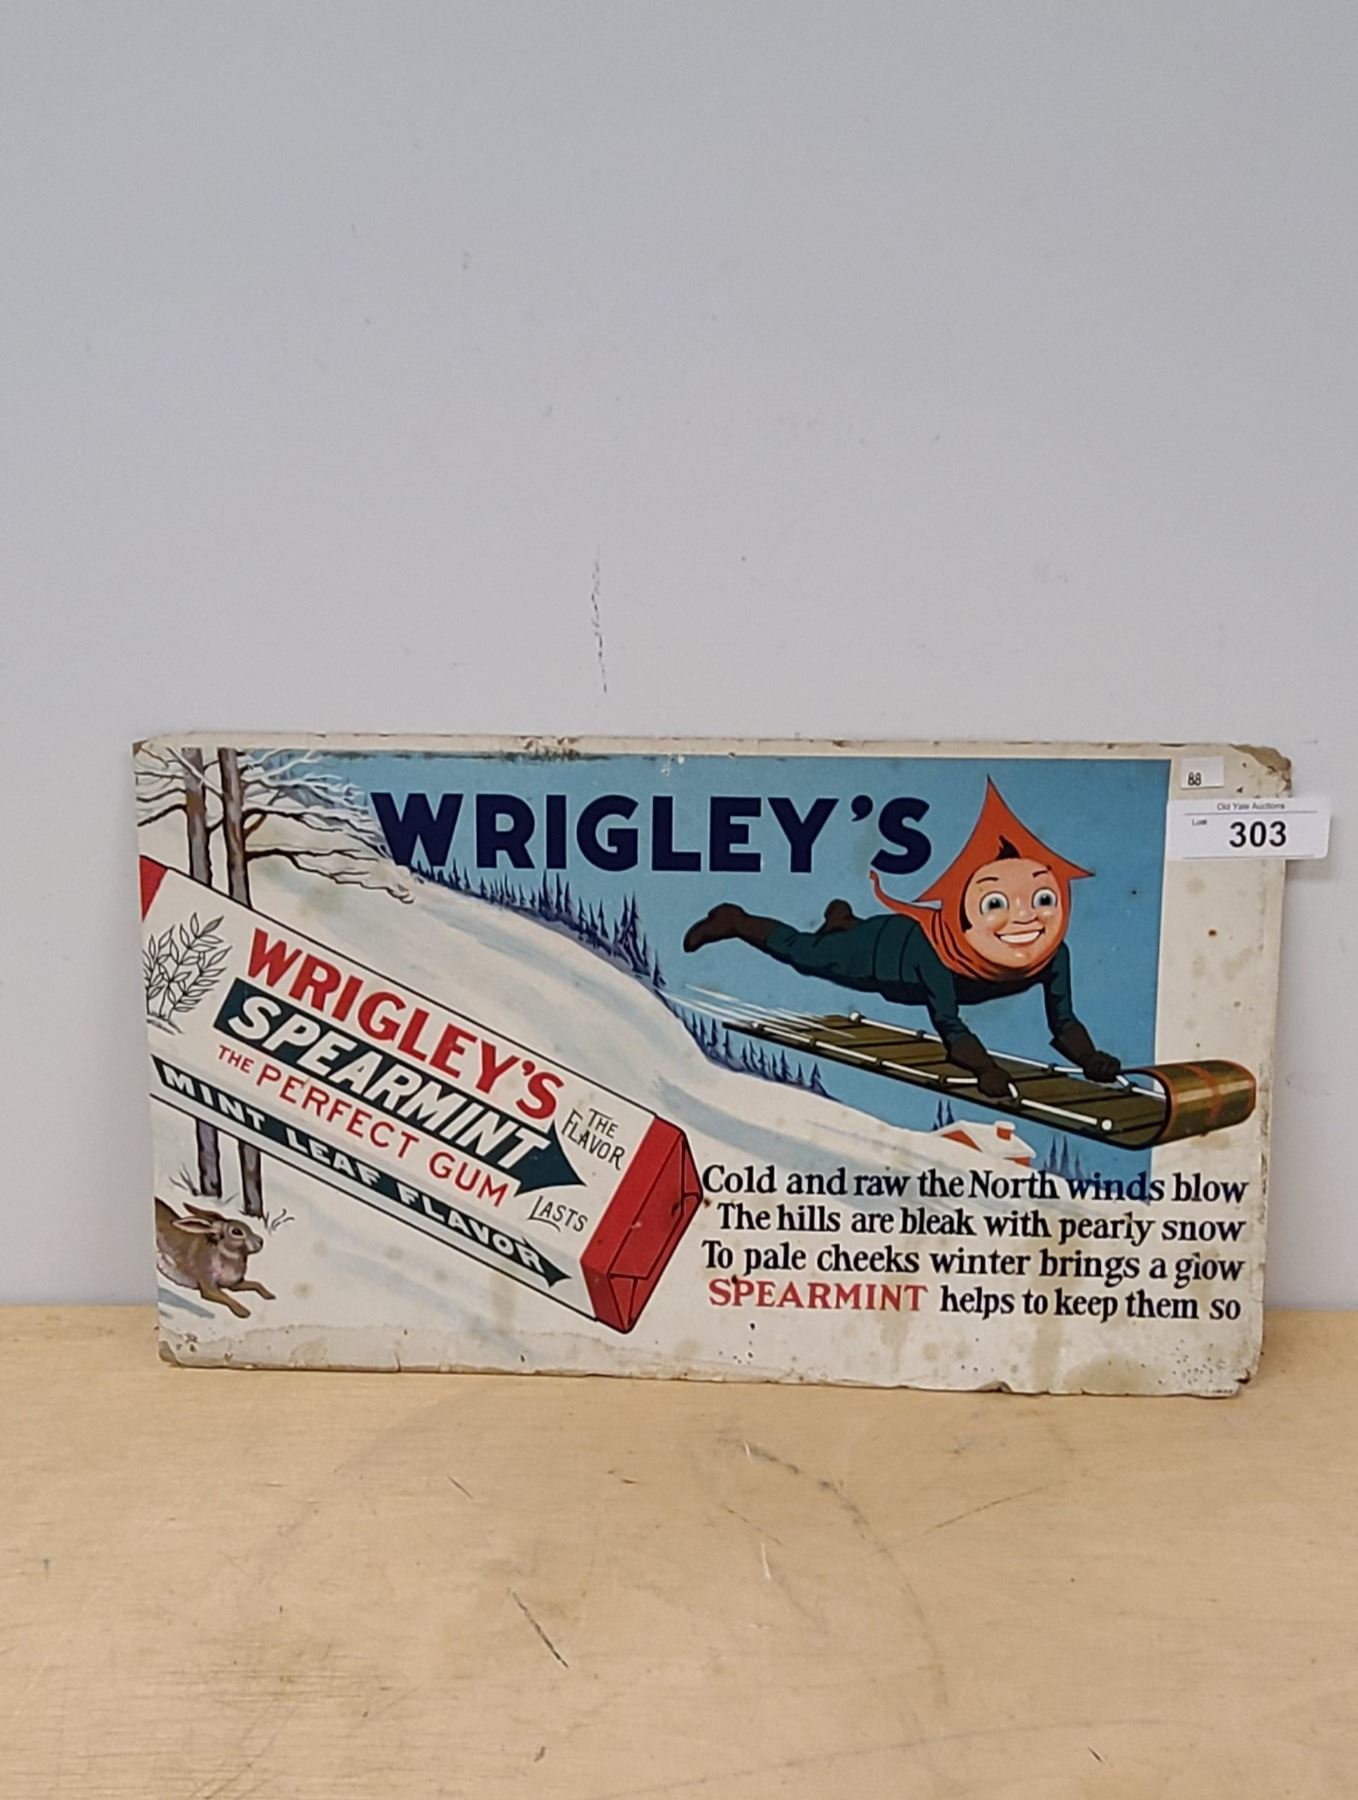 WRIGLEY'S
88
Old Yale Auctions
Lot#
303
WRIGLEY'S
SPEARMINT
THE PERFECT GUM
MINT LEAF FLAVOR
THE
FLAVOR
LASTS
Cold and raw the North winds blow
The hills are bleak with pearly snow
To pale cheeks winter brings a glow
SPEARMINT helps to keep them so